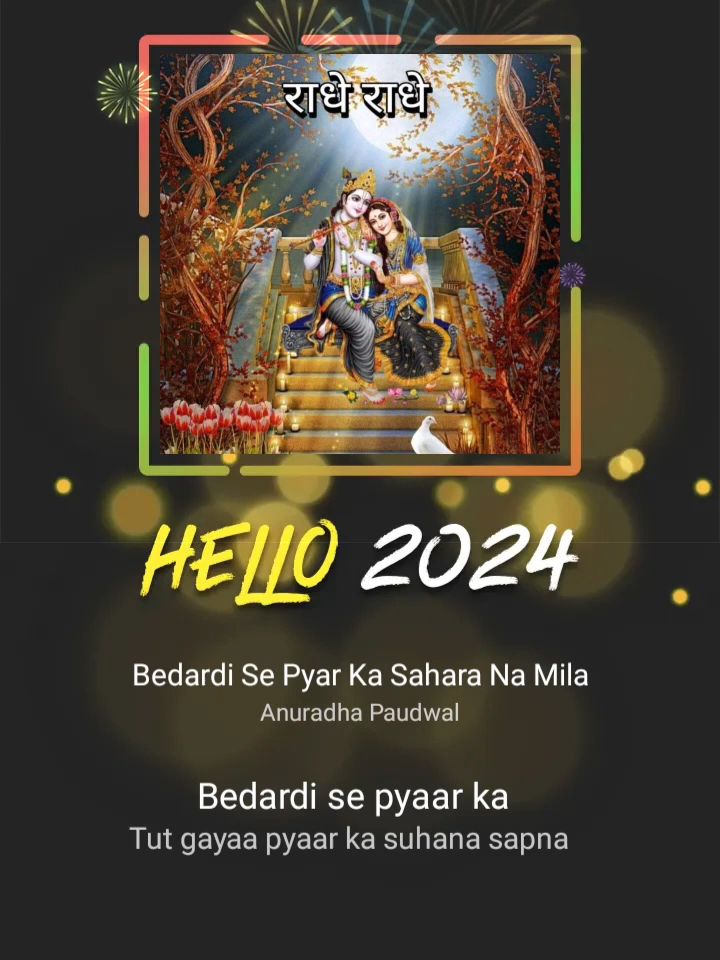 राधे राधे
HELLO 2024
Bedardi Se Pyar Ka Sahara Na Mila
Anuradha Paudwal
Bedardi se pyaar ka
Tut gayaa pyaar ka suhana sapna